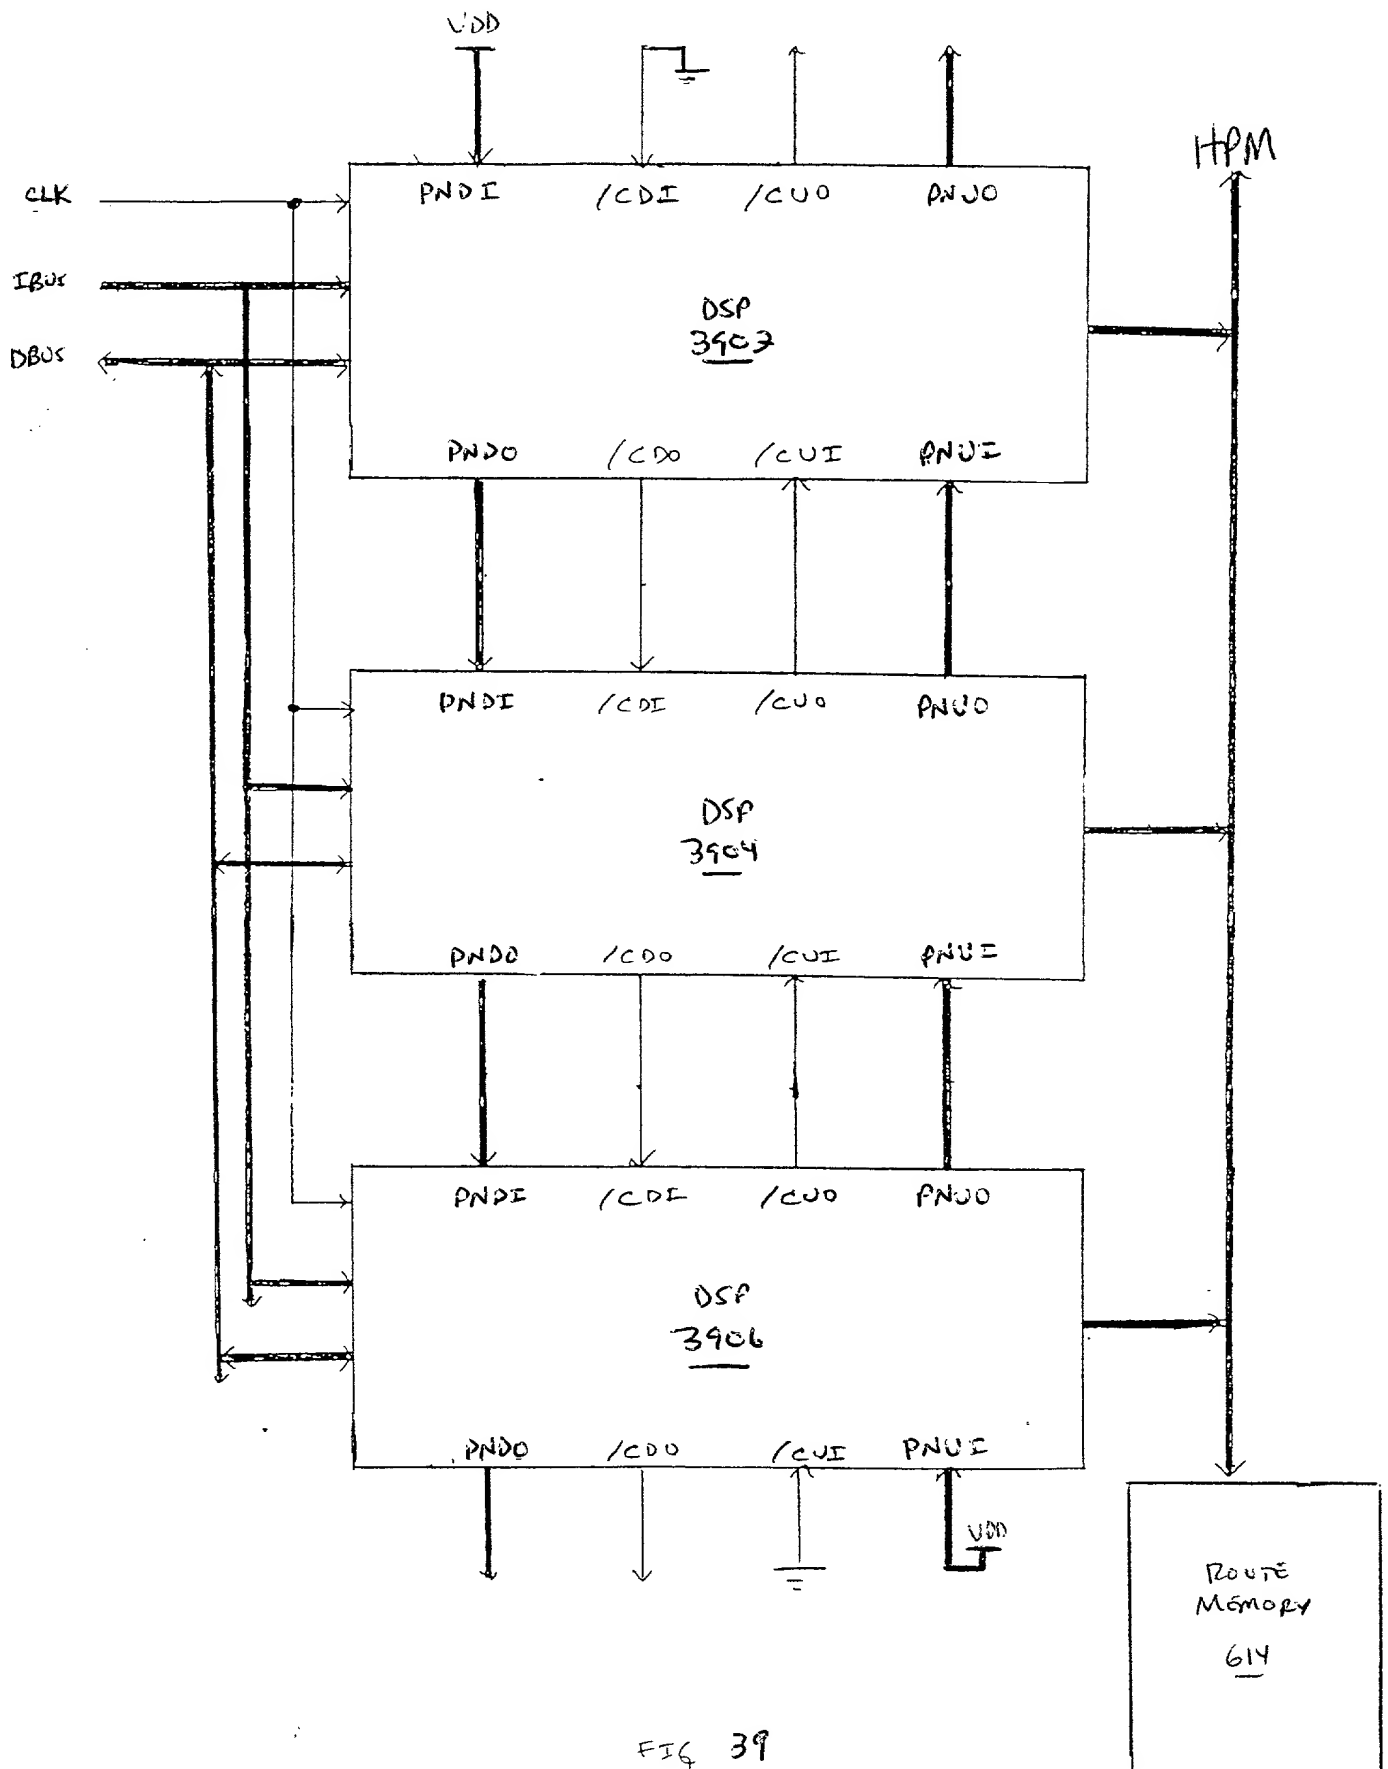 VDD
HPM
CLK
PNDI /CDI /CUO PNUO
IBUS
DSP
3902
DBUS
PNDO /CDO /CUI PNUI
PNDI /CDI /CUO PNUO
DSP
3904
PNDO /CDO /CUI PNUI
PNDI /CDI /CUO PNUO
DSP
3906
PNDO /CDO /CUI PNUI
VDD
ROUTE
MEMORY
614
FIG 39